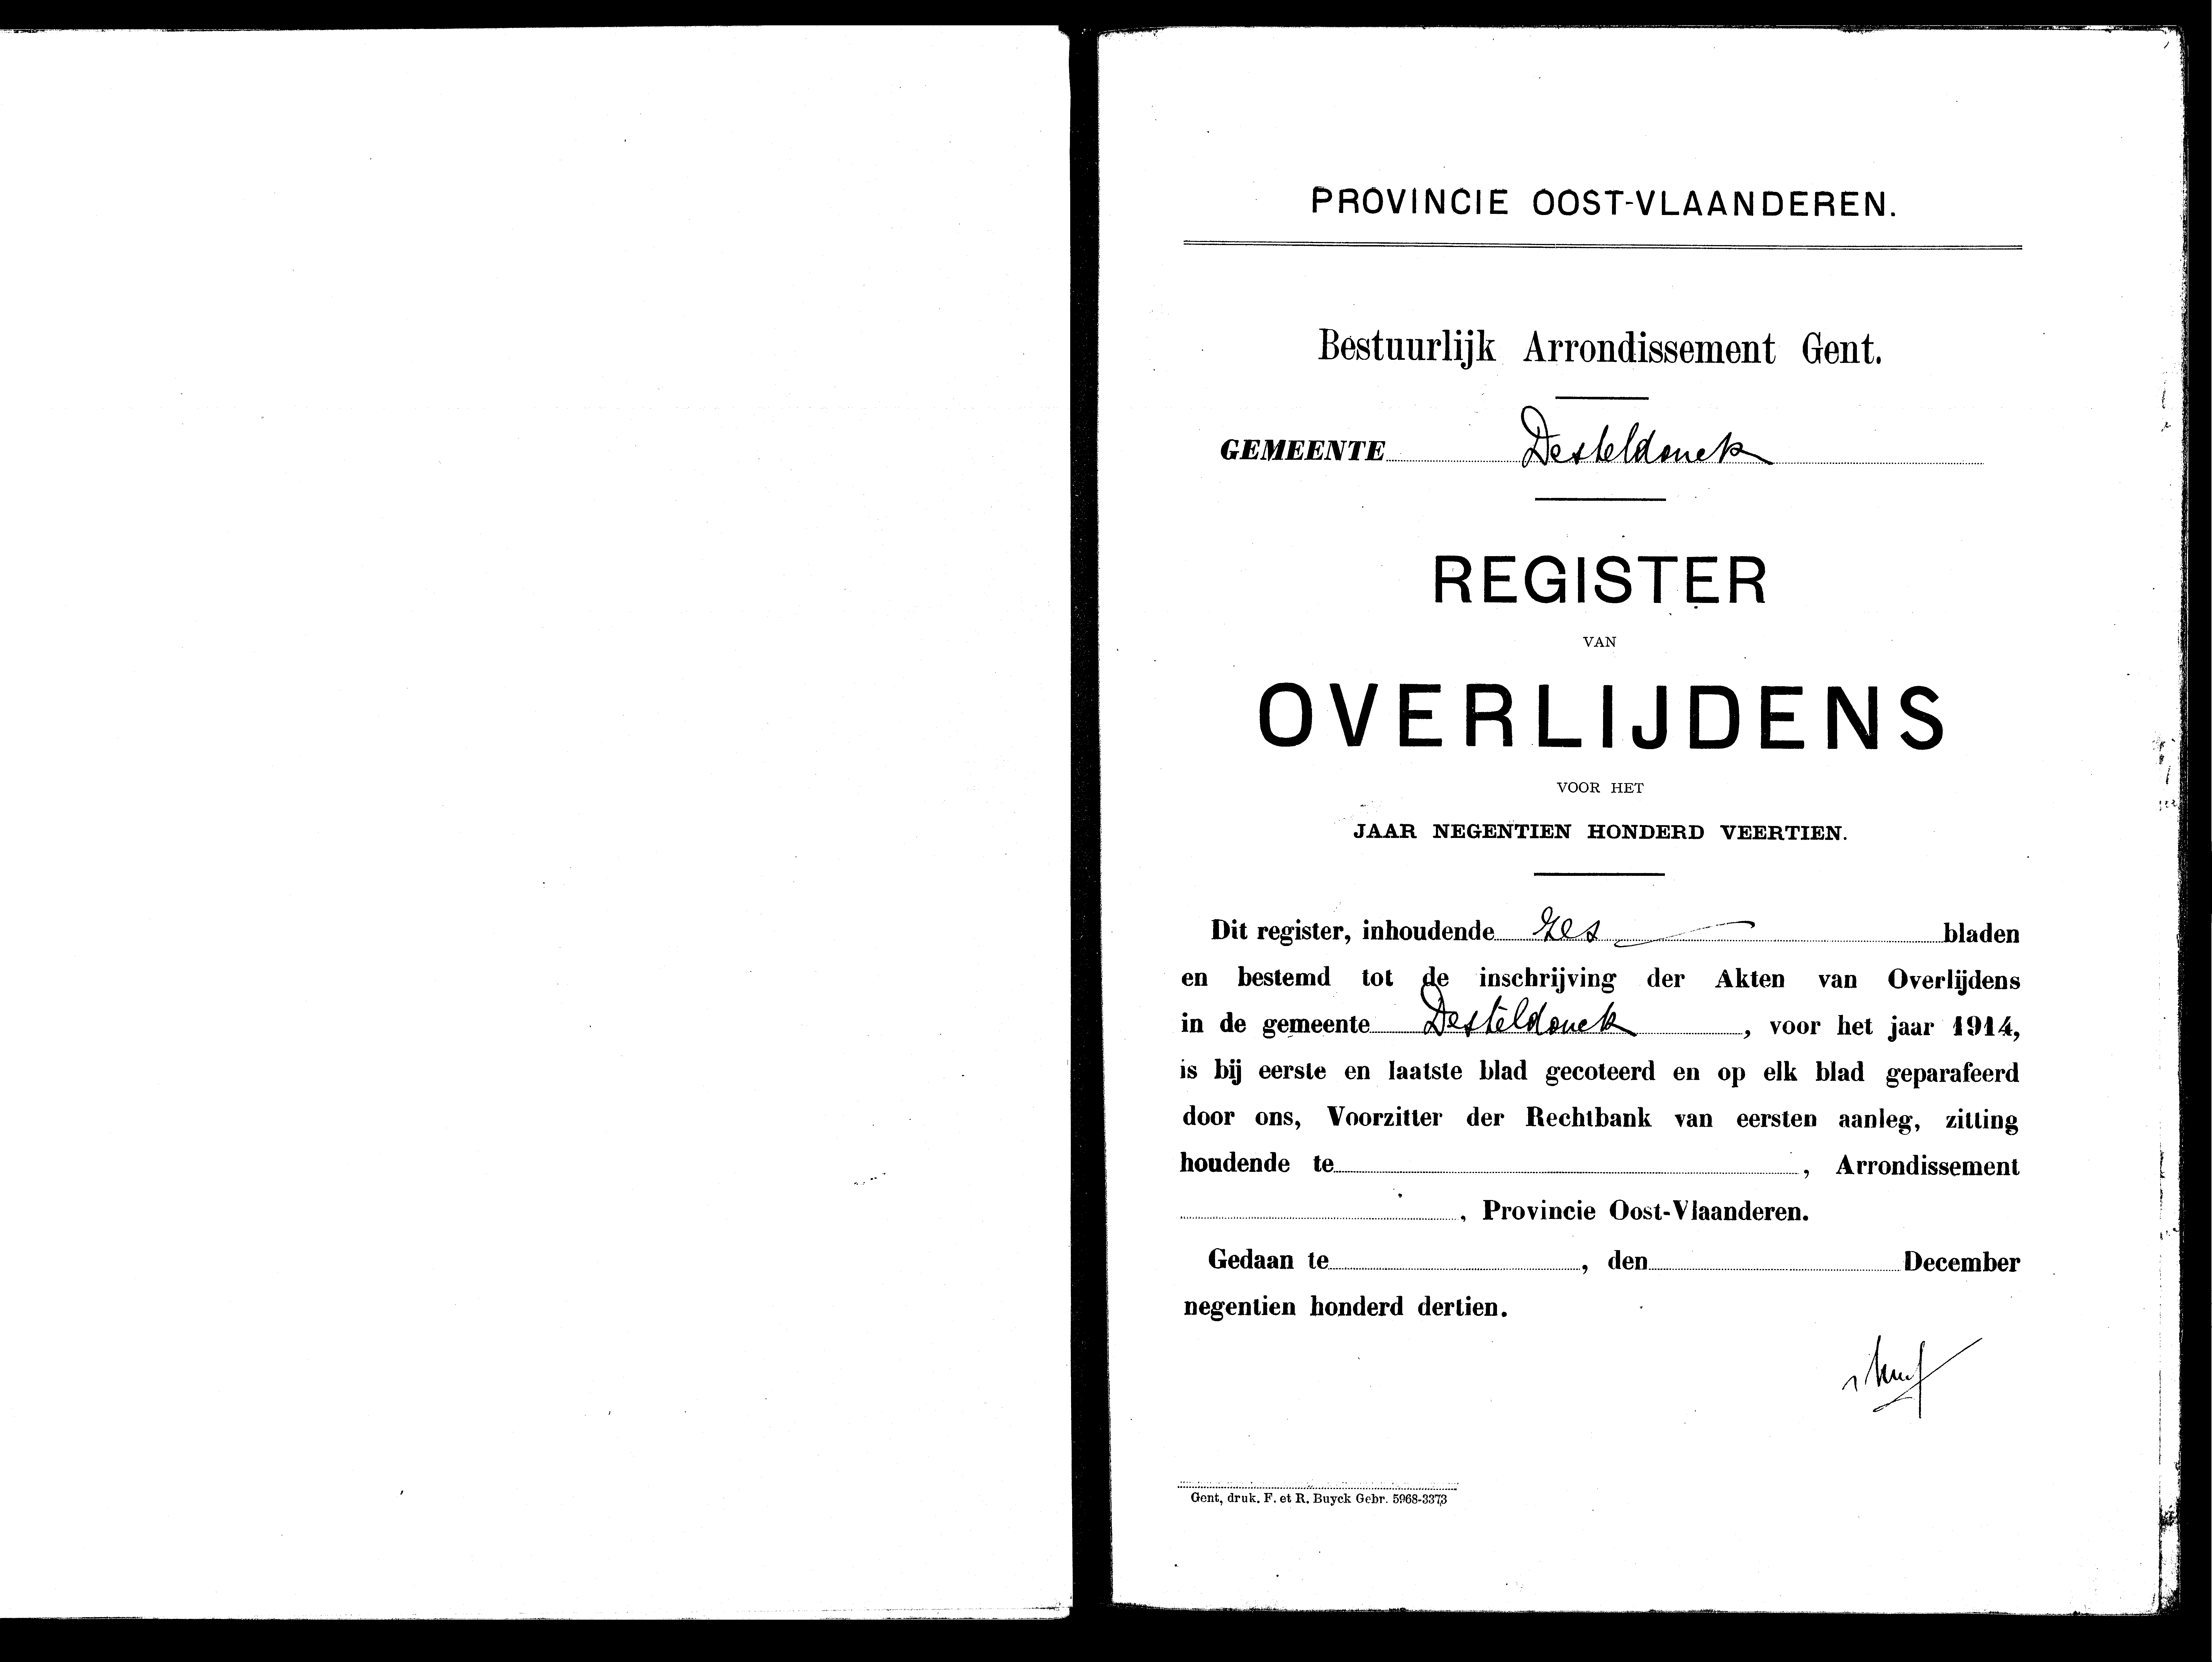 PROVINCIE OOST-VLAANDEREN.
Bestuurlijk Arrondissement Gent.
GEMEENTE Desteldonck
REGISTER
VAN
OVERLIJDENS
VOOR HET
JAAR NEGENTIEN HONDERD VEERTIEN.
Dit register, inhoudende zes bladen
en bestemd tot de inschrijving der Akten van Overlijdens
in de gemeente Desteldonck, voor het jaar 1914,
is bij eerste en laatste blad gecoteerd en op elk blad geparafeerd
door ons, Voorzitter der Rechtbank van eersten aanleg, zitting
houdende te , Arrondissement
, Provincie Oost-Vlaanderen.
Gedaan te , den December
negentien honderd dertien.
Gent, druk. F. et R. Buyck Gebr. 5968-3373